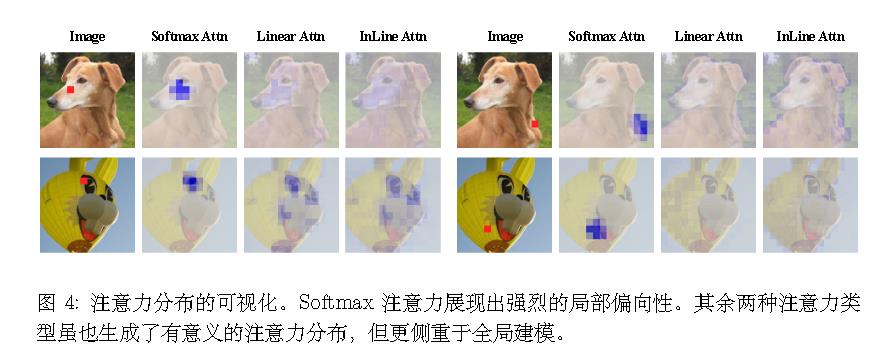 Image Softmax Attn Linear Attn InLine Attn Image Softmax Attn Linear Attn InLine Attn
图 4: 注意力分布的可视化。Softmax 注意力展现出强烈的局部偏向性。其余两种注意力类
型虽也生成了有意义的注意力分布, 但更侧重于全局建模。